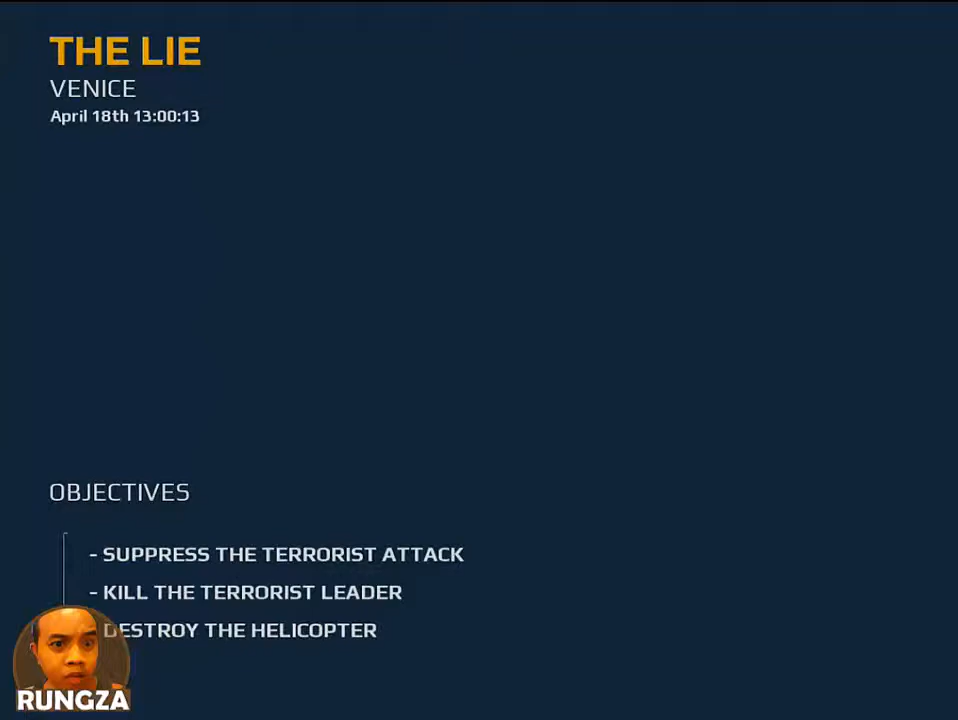 THE LIE
VENICE
April 18th 13:00:13
OBJECTIVES
- SUPPRESS THE TERRORIST ATTACK
- KILL THE TERRORIST LEADER
DESTROY THE HELICOPTER
RUNGZA